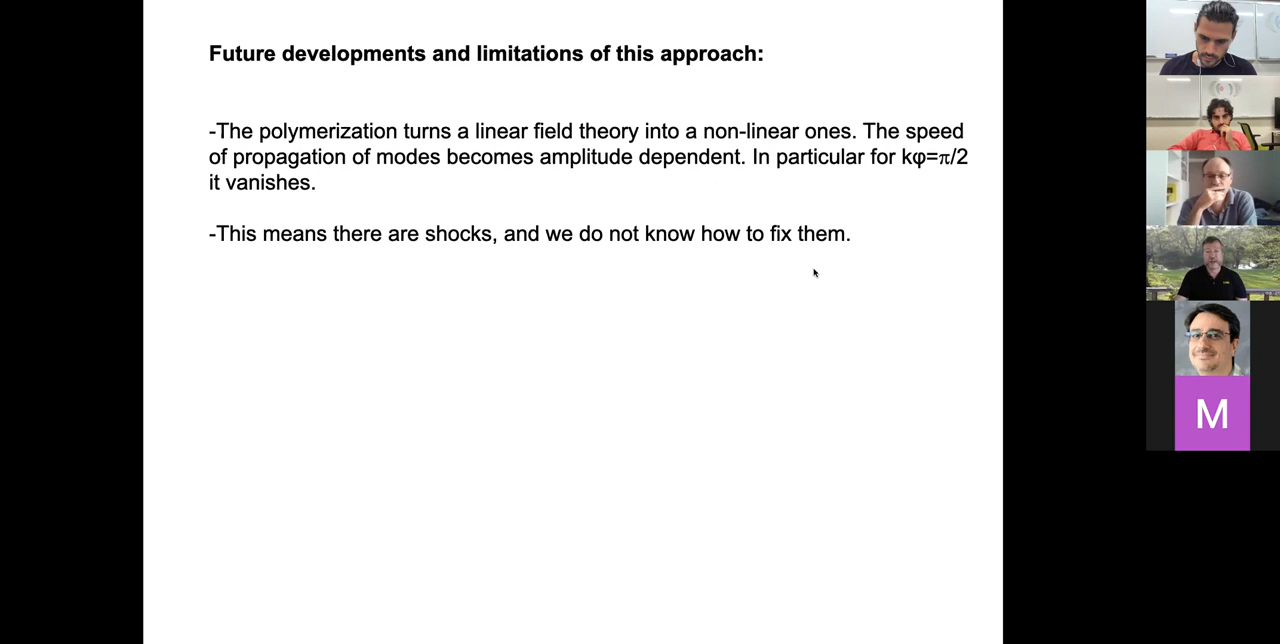 Future developments and limitations of this approach:
-The polymerization turns a linear field theory into a non-linear ones. The speed
of propagation of modes becomes amplitude dependent. In particular for kφ=π/2
it vanishes.
-This means there are shocks, and we do not know how to fix them.
M